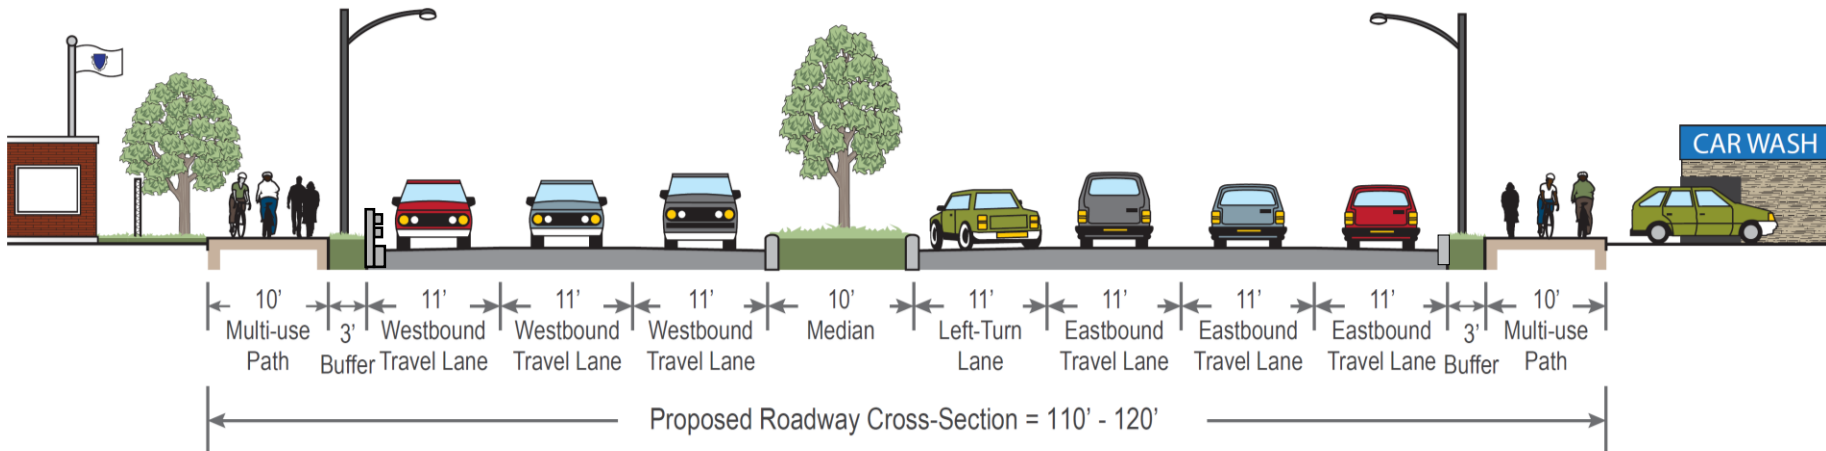 CAR WASH
10'
Multi-use
Path
3'
Buffer
11'
Westbound
Travel Lane
11'
Westbound
Travel Lane
11'
Westbound
Travel Lane
10'
Median
11'
Left-Turn
Lane
11'
Eastbound
Travel Lane
11'
Eastbound
Travel Lane
11'
Eastbound
Travel Lane
3'
Buffer
10'
Multi-use
Path
Proposed Roadway Cross-Section = 110' - 120'